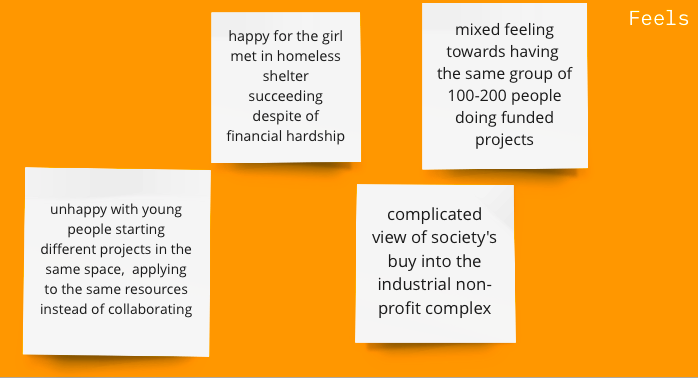 Feels
happy for the girl
met in homeless
shelter
succeeding
despite of
financial hardship
mixed feeling
towards having
the same group of
100-200 people
doing funded
projects
unhappy with young
people starting
different projects in the
same space,  applying
to the same resources
instead of collaborating
complicated
view of society's
buy into the
industrial non-
profit complex